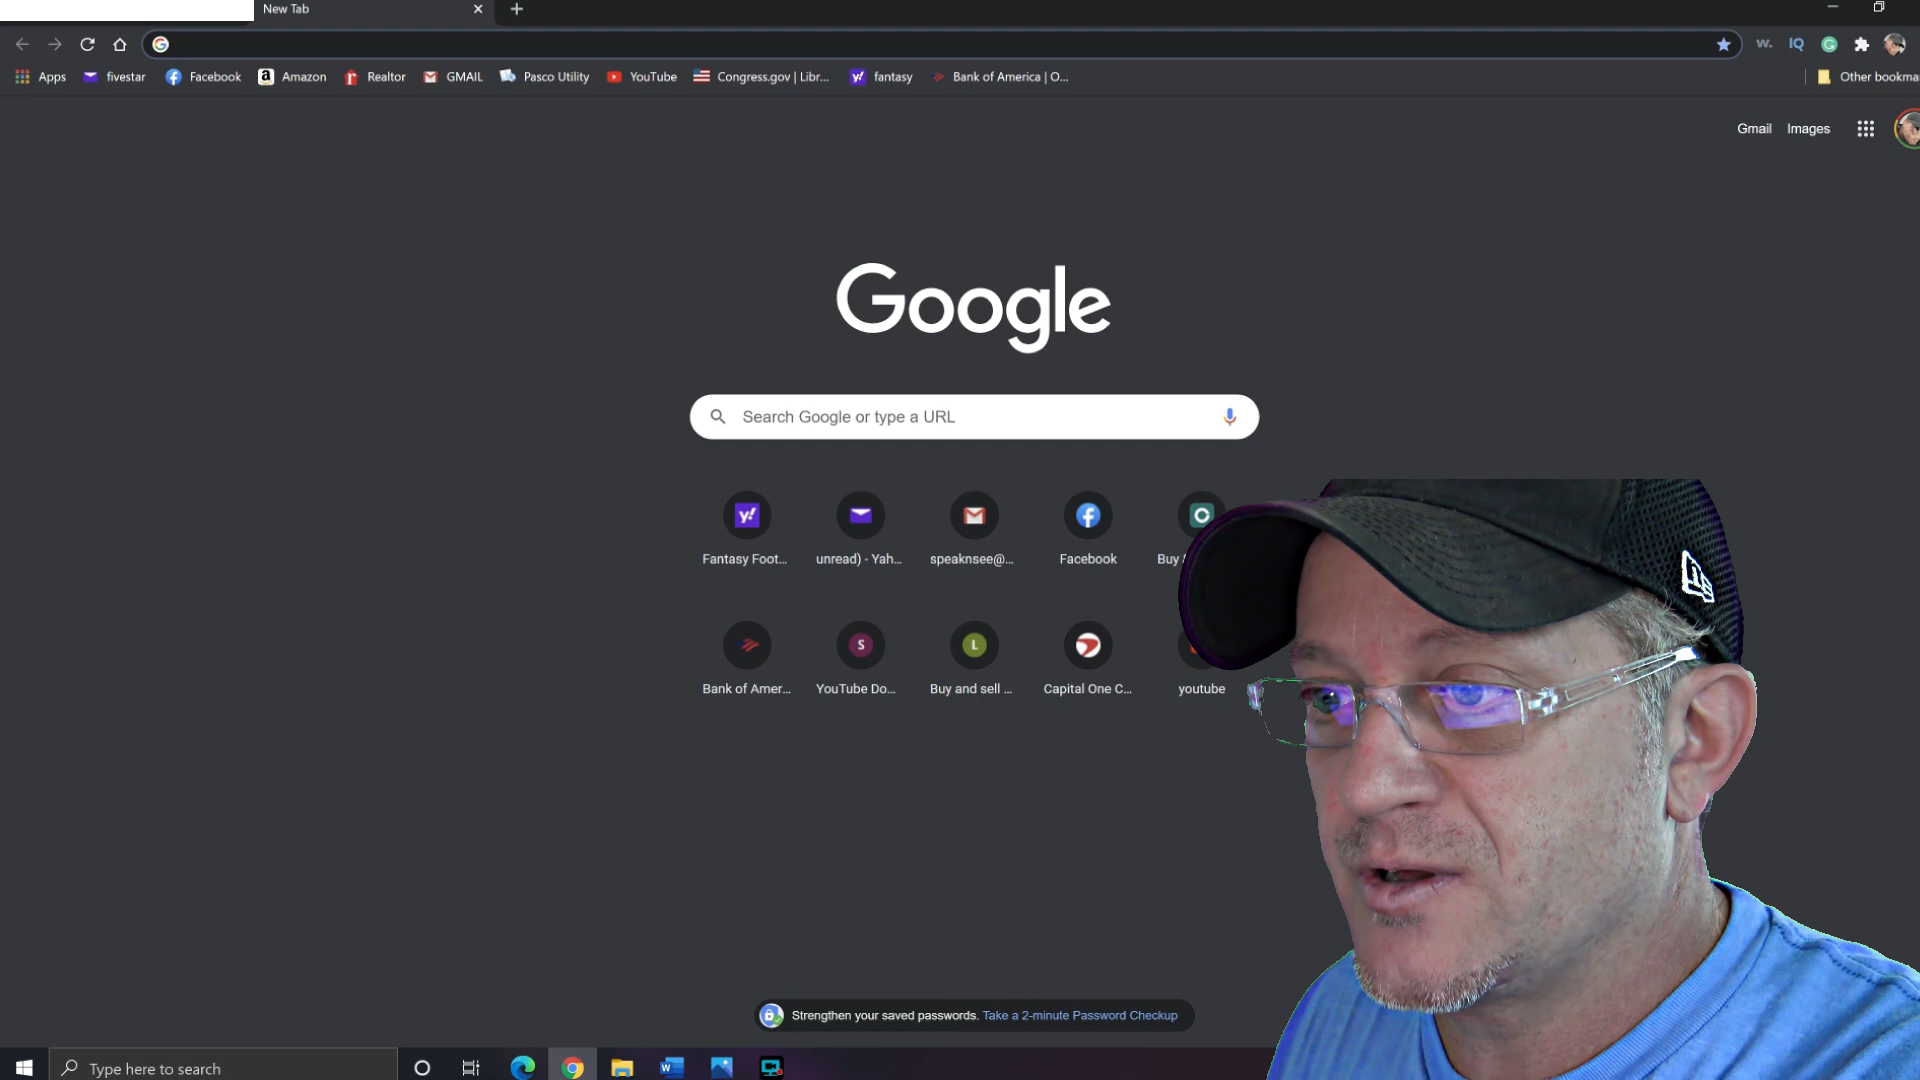 New Tab
w. IQ
Apps fivestar Facebook Amazon Realtor GMAIL Pasco Utility YouTube Congress.gov | Libr... fantasy Bank of America | O... Other bookma
Gmail Images
Google
Search Google or type a URL
Fantasy Foot... unread) - Yah... speaknsee@... Facebook Buy
S L
Bank of Amer... YouTube Do... Buy and sell ... Capital One C... youtube
Strengthen your saved passwords. Take a 2-minute Password Checkup
Type here to search